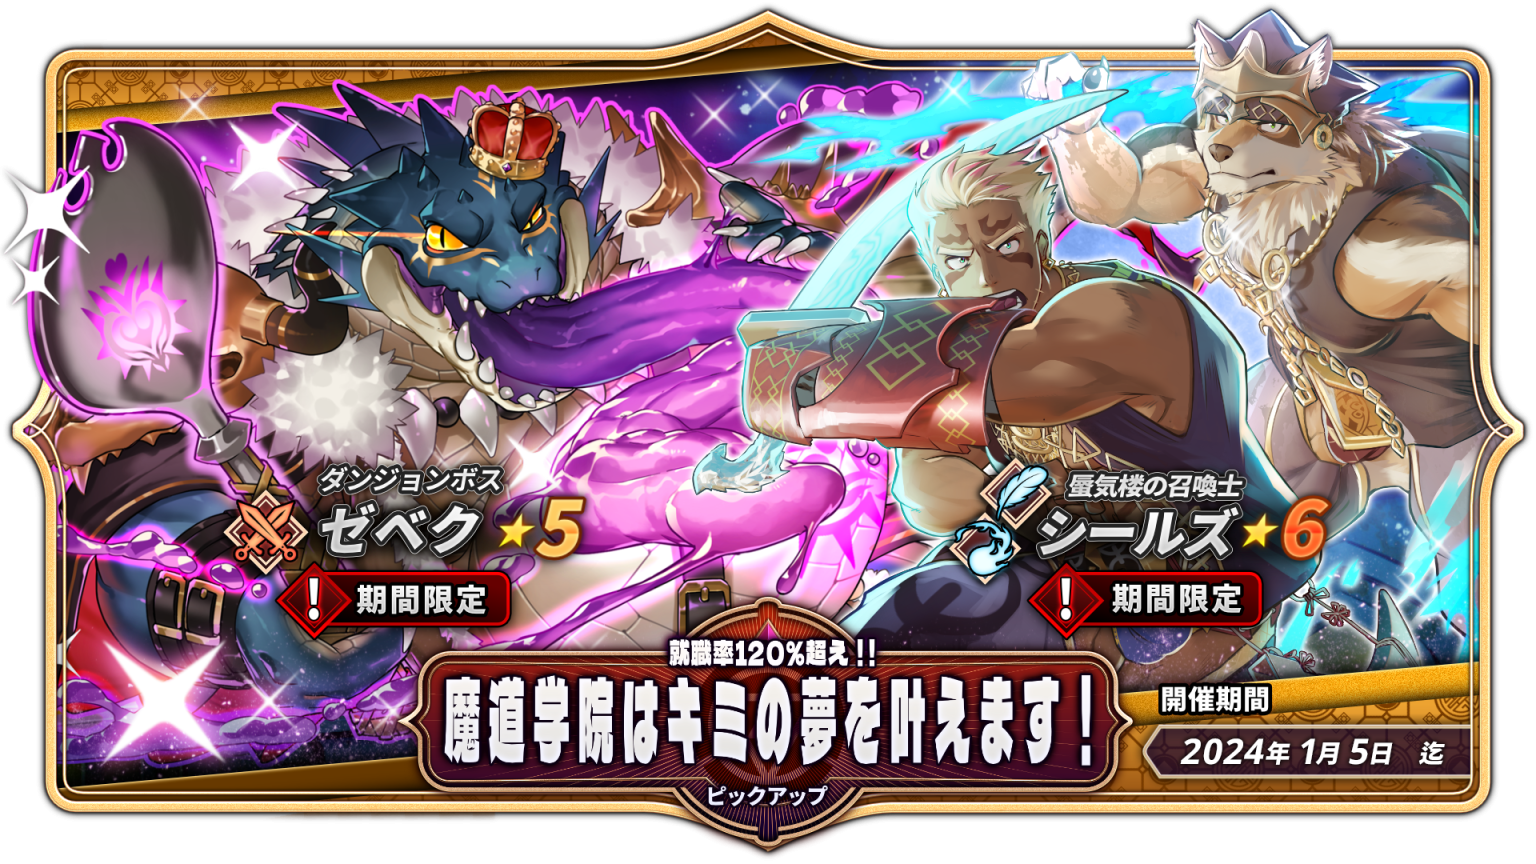 ダンジョンボス
ゼベク ★5
期間限定
蜃気楼の召喚士
シールズ ★6
期間限定
就職率120%超え!!
魔道学院はキミの夢を叶えます！
ピックアップ
開催期間
2024年 1月 5日 迄